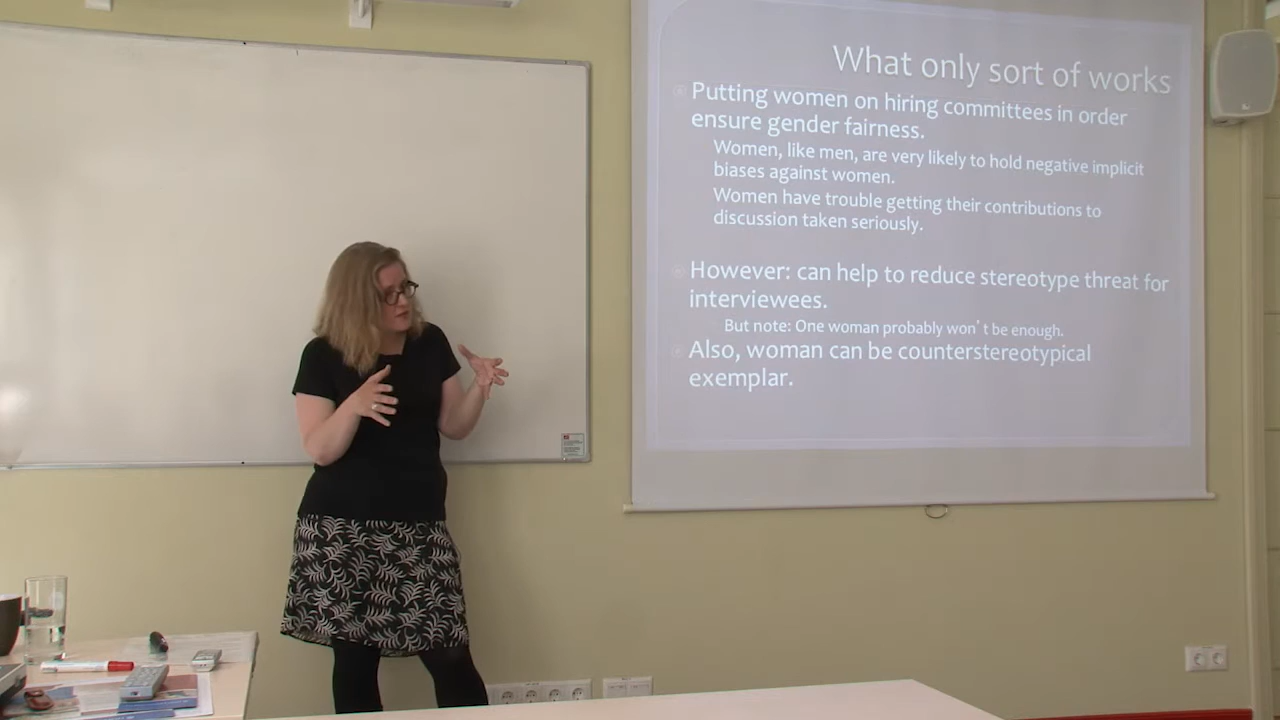 What only sort of works
Putting women on hiring committees in order
ensure gender fairness.
Women, like men, are very likely to hold negative implicit
biases against women.
Women have trouble getting their contributions to
discussion taken seriously.
However: can help to reduce stereotype threat for
interviewees.
But note: One woman probably won't be enough.
Also, woman can be counterstereotypical
exemplar.